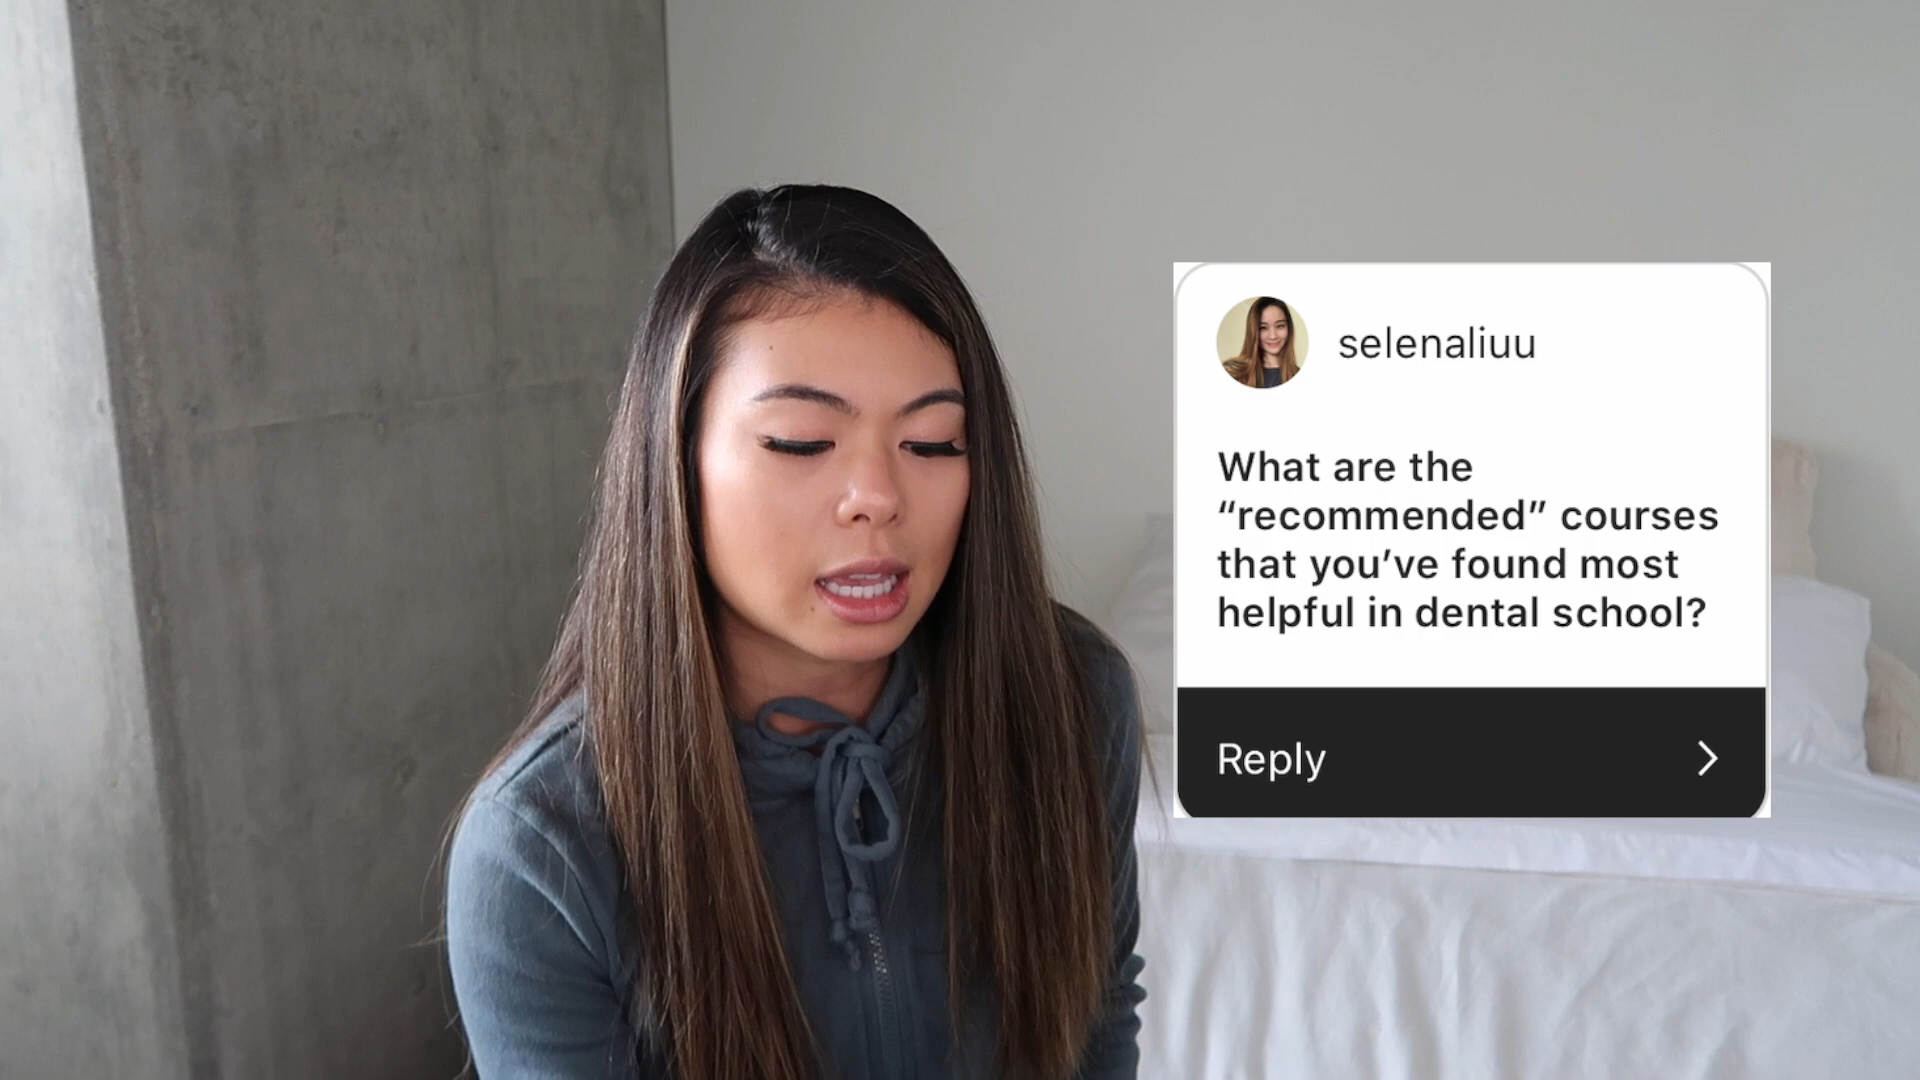 selenaliuu
What are the
“recommended” courses
that you’ve found most
helpful in dental school?
Reply